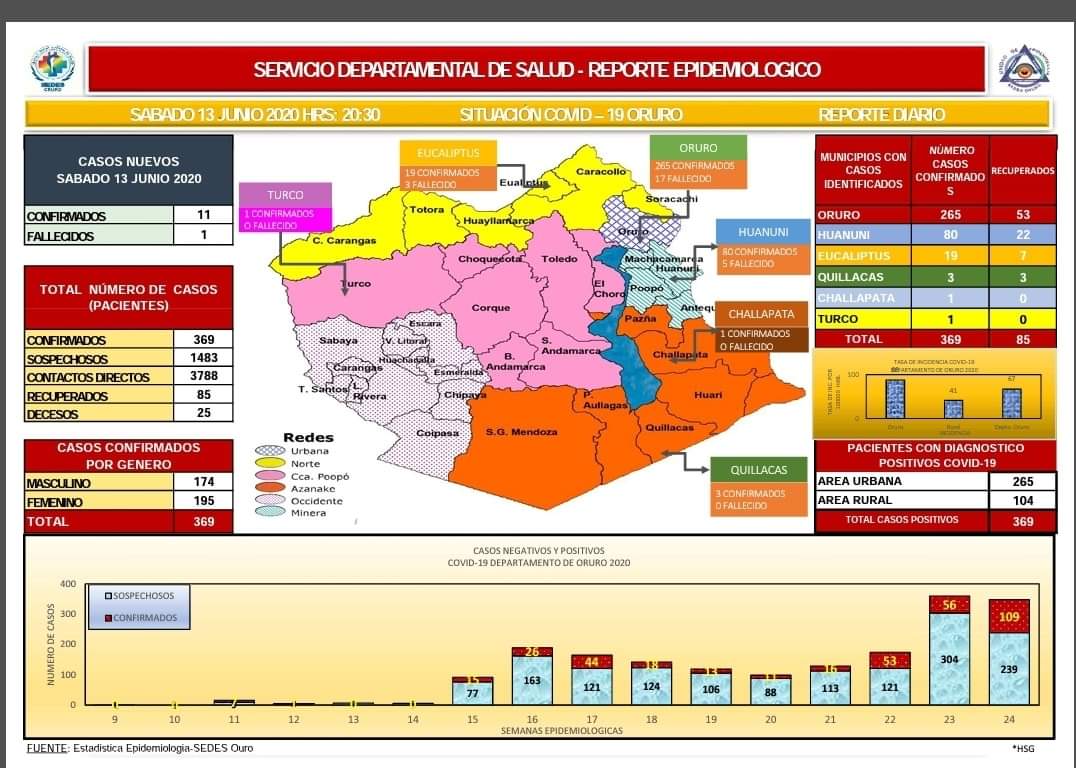 SERVICIO DEPARTAMENTAL DE SALUD - REPORTE EPIDEMIOLOGICO
SEDES
ORURO
SABADO 13 JUNIO 2020 HRS: 20:30 SITUACIÓN COVID – 19 ORURO REPORTE DIARIO
CASOS NUEVOS
SABADO 13 JUNIO 2020
CONFIRMADOS 11
FALLECIDOS 1
TOTAL NÚMERO DE CASOS
(PACIENTES)
CONFIRMADOS 369
SOSPECHOSOS 1483
CONTACTOS DIRECTOS 3788
RECUPERADOS 85
DECESOS 25
CASOS CONFIRMADOS
POR GENERO
MASCULINO 174
FEMENINO 195
TOTAL 369
TURCO
1 CONFIRMADOS
0 FALLECIDO
EUCALIPTUS
19 CONFIRMADOS
3 FALLECIDO
ORURO
265 CONFIRMADOS
17 FALLECIDO
HUANUNI
80 CONFIRMADOS
5 FALLECIDO
CHALLAPATA
1 CONFIRMADOS
0 FALLECIDO
QUILLACAS
3 CONFIRMADOS
0 FALLECIDO
Caracollo
Eucaliptus
Soracachi
Totora
Huayllamarca
Oruro
C. Carangas
Choquecota
Toledo
Machacamarca
Huanuni
Turco
El
Choro
Poopó
Antequ
Corque
Pazña
Escara
Sabaya
V. Litoral
S.
Andamarca
Challapata
Huachacalla
B.
Andamarca
Carangas
Esmeralda
T. Santos
L.
Rivera
Chipaya
P.
Aullagas
Huari
Coipasa
S.G. Mendoza
Quillacas
Redes
Urbana
Norte
Cca. Poopó
Azanake
Occidente
Minera
MUNICIPIOS CON
CASOS
IDENTIFICADOS
NÚMERO
CASOS
CONFIRMADO
S
RECUPERADOS
ORURO 265 53
HUANUNI 80 22
EUCALIPTUS 19 7
QUILLACAS 3 3
CHALLAPATA 1 0
TURCO 1 0
TOTAL 369 85
TASA DE INCIDENCIA COVID-19
DEPARTAMENTO DE ORURO 2020
TASA DE INC. POR
100
0
41
67
Oruro Rural Depto. Oruro
RESIDENCIA
PACIENTES CON DIAGNOSTICO
POSITIVOS COVID-19
AREA URBANA 265
AREA RURAL 104
TOTAL CASOS POSITIVOS 369
CASOS NEGATIVOS Y POSITIVOS
COVID-19 DEPARTAMENTO DE ORURO 2020
NUMERO DE CASOS
SOSPECHOSOS
CONFIRMADOS
400
300
200
100
0
15 26 44 18 13 11 16 53 56 109
77 163 121 124 106 88 113 121 304 239
9 10 11 12 13 14 15 16 17 18 19 20 21 22 23 24
SEMANAS EPIDEMIOLOGICAS
FUENTE: Estadística Epidemiologia-SEDES Ouro
*HSG